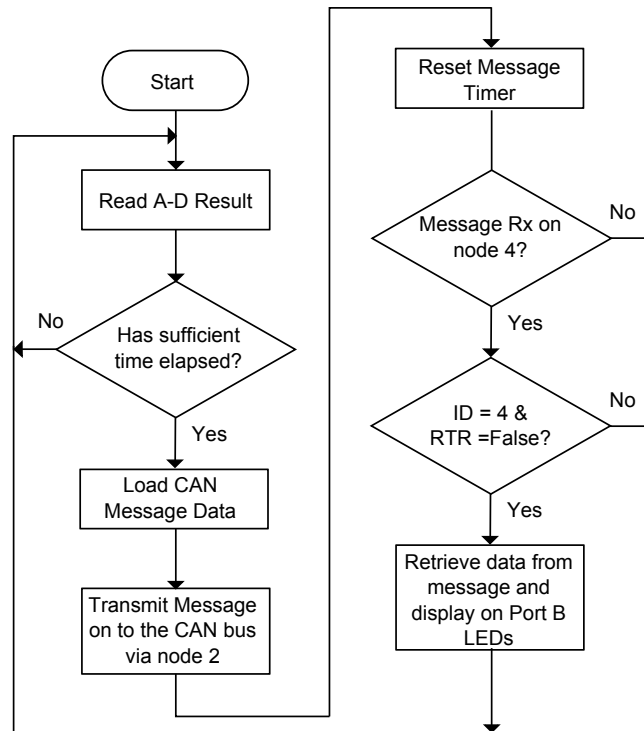 Start
Read A-D Result
Has sufficient
time elapsed?
No
Yes
Load CAN
Message Data
Transmit Message
on to the CAN bus
via node 2
Reset Message
Timer
Message Rx on
node 4?
No
Yes
ID = 4 &
RTR =False?
No
Yes
Retrieve data from
message and
display on Port B
LEDs